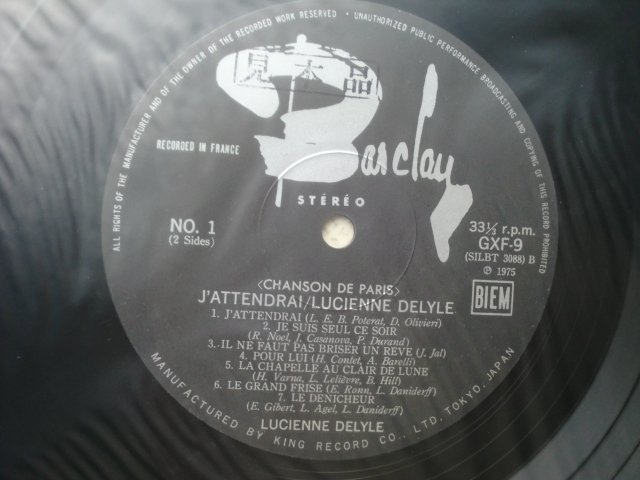 ALL RIGHTS OF THE MANUFACTURER AND OF THE OWNER OF THE RECORDED WORK RESERVED • UNAUTHORIZED PUBLIC PERFORMANCE BROADCASTING AND COPYING OF THIS RECORD PROHIBITED
見本品
Barclay
RECORDED IN FRANCE
STÉRÉO
NO. 1
(2 Sides)
33⅓ r.p.m.
GXF-9
(SILBT 3088) B
℗ 1975
BIEM
〈CHANSON DE PARIS〉
J'ATTENDRAI/LUCIENNE DELYLE
1. J'ATTENDRAI (L. E. B. Poterat, D. Olivieri)
2. JE SUIS SEUL CE SOIR
(R. Noel, J. Casanova, P. Durand)
3. IL NE FAUT PAS BRISER UN REVE (J. Jal)
4. POUR LUI (H. Contet, A. Barelli)
5. LA CHAPELLE AU CLAIR DE LUNE
(H. Varna, L. Lelièvre, B. Hill)
6. LE GRAND FRISE (E. Ronn, L. Daniderff)
7. LE DENICHEUR
(E. Gibert, L. Agel, L. Daniderff)
LUCIENNE DELYLE
MANUFACTURED BY KING RECORD CO., LTD. TOKYO, JAPAN